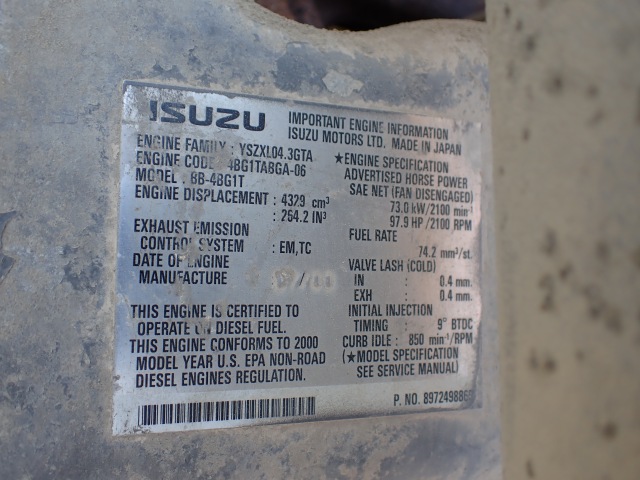 ISUZU
IMPORTANT ENGINE INFORMATION
ISUZU MOTORS LTD. MADE IN JAPAN
ENGINE FAMILY : YSZXL04.3GTA
ENGINE CODE : 4BG1TABGA-06
MODEL : BB-4BG1T
ENGINE DISPLACEMENT : 4329 cm³
: 264.2 IN³
EXHAUST EMISSION
CONTROL SYSTEM : EM,TC
DATE OF ENGINE
MANUFACTURE
THIS ENGINE IS CERTIFIED TO
OPERATE ON DIESEL FUEL.
THIS ENGINE CONFORMS TO 2000
MODEL YEAR U.S. EPA NON-ROAD
DIESEL ENGINES REGULATION.
★ENGINE SPECIFICATION
ADVERTISED HORSE POWER
SAE NET (FAN DISENGAGED)
73.0 kW/2100 min⁻¹
97.9 HP/2100 RPM
FUEL RATE
74.2 mm³/st.
VALVE LASH (COLD)
IN : 0.4 mm.
EXH : 0.4 mm.
INITIAL INJECTION
TIMING : 9° BTDC
CURB IDLE : 850 min⁻¹/RPM
(★MODEL SPECIFICATION
SEE SERVICE MANUAL)
P. NO.